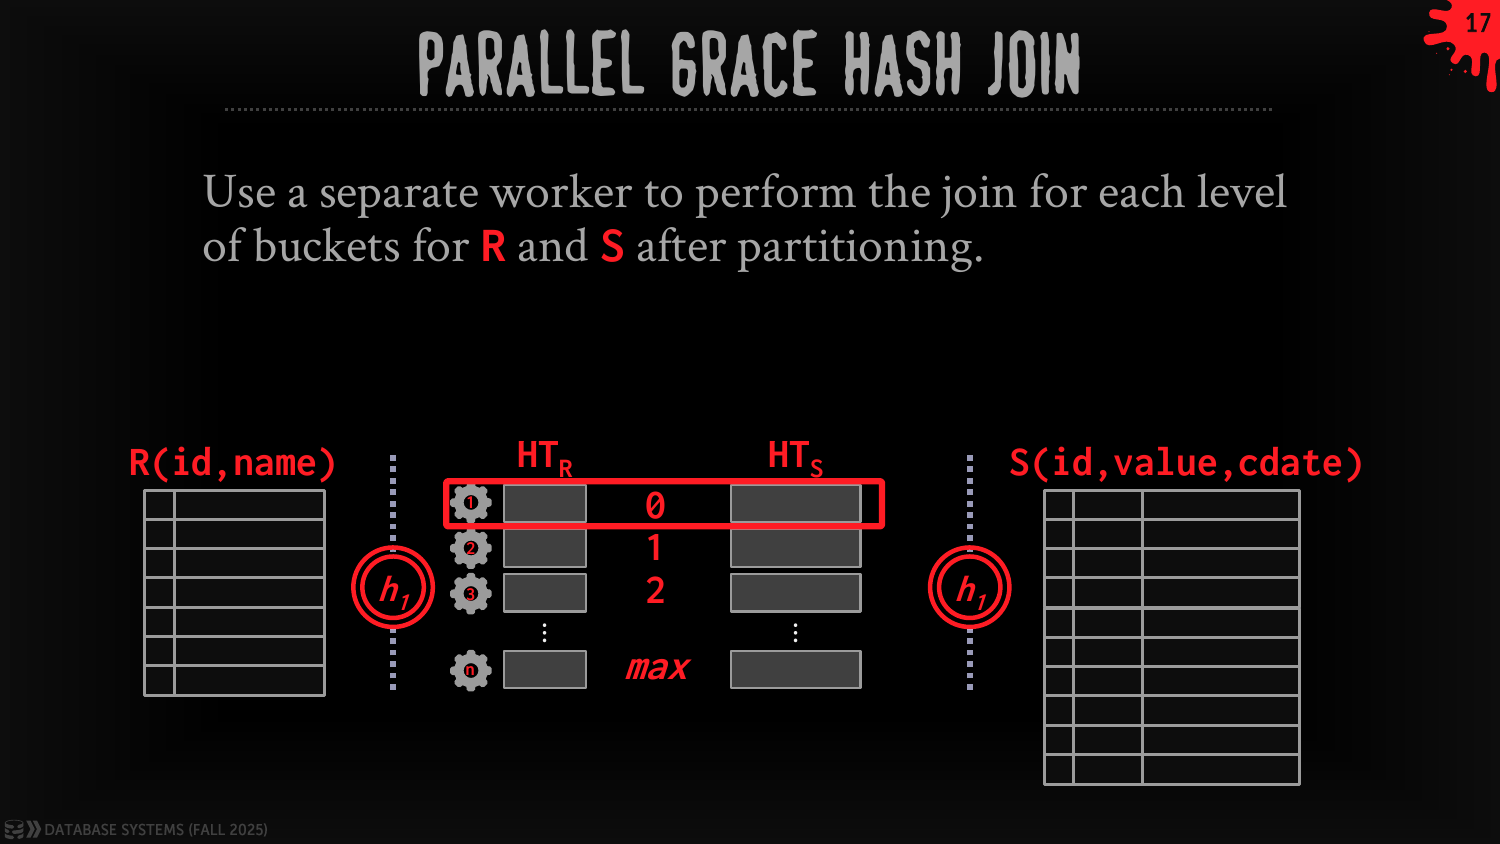 17
PARALLEL GRACE HASH JOIN
Use a separate worker to perform the join for each level
of buckets for R and S after partitioning.
R(id,name)
HTR
HTS
S(id,value,cdate)
1
0
2
1
3
2
h1
h1
⋮
⋮
n
max
DATABASE SYSTEMS (FALL 2025)